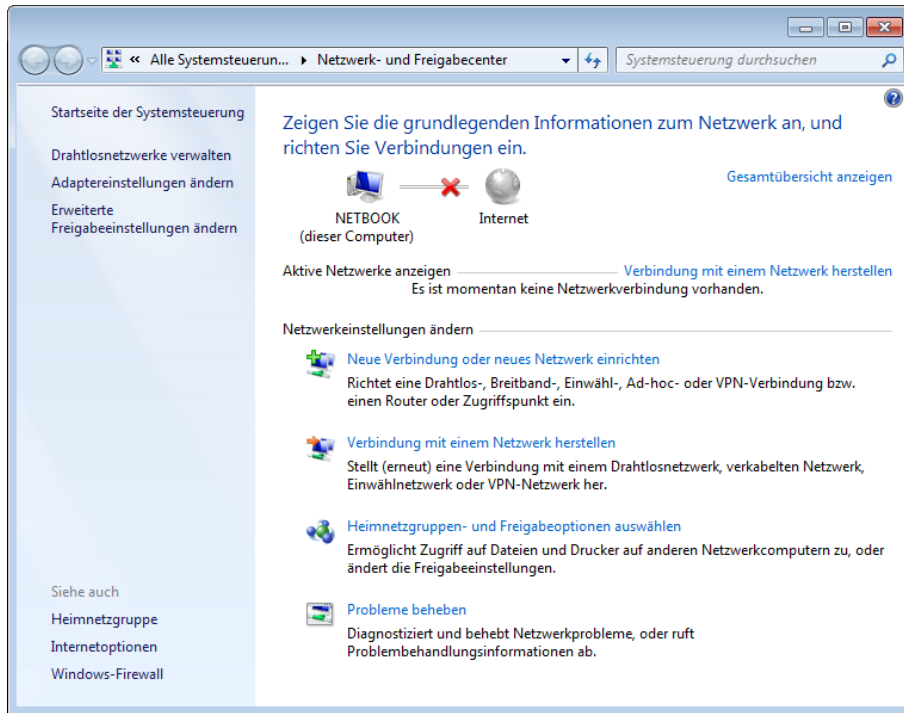 « Alle Systemsteuerun... ▸ Netzwerk- und Freigabecenter
Systemsteuerung durchsuchen
Startseite der Systemsteuerung
Drahtlosnetzwerke verwalten
Adaptereinstellungen ändern
Erweiterte
Freigabeeinstellungen ändern
Siehe auch
Heimnetzgruppe
Internetoptionen
Windows-Firewall
Zeigen Sie die grundlegenden Informationen zum Netzwerk an, und
richten Sie Verbindungen ein.
Gesamtübersicht anzeigen
NETBOOK
(dieser Computer)
Internet
Aktive Netzwerke anzeigen
Verbindung mit einem Netzwerk herstellen
Es ist momentan keine Netzwerkverbindung vorhanden.
Netzwerkeinstellungen ändern
Neue Verbindung oder neues Netzwerk einrichten
Richtet eine Drahtlos-, Breitband-, Einwähl-, Ad-hoc- oder VPN-Verbindung bzw.
einen Router oder Zugriffspunkt ein.
Verbindung mit einem Netzwerk herstellen
Stellt (erneut) eine Verbindung mit einem Drahtlosnetzwerk, verkabelten Netzwerk,
Einwählnetzwerk oder VPN-Netzwerk her.
Heimnetzgruppen- und Freigabeoptionen auswählen
Ermöglicht Zugriff auf Dateien und Drucker auf anderen Netzwerkcomputern zu, oder
ändert die Freigabeeinstellungen.
Probleme beheben
Diagnostiziert und behebt Netzwerkprobleme, oder ruft
Problembehandlungsinformationen ab.